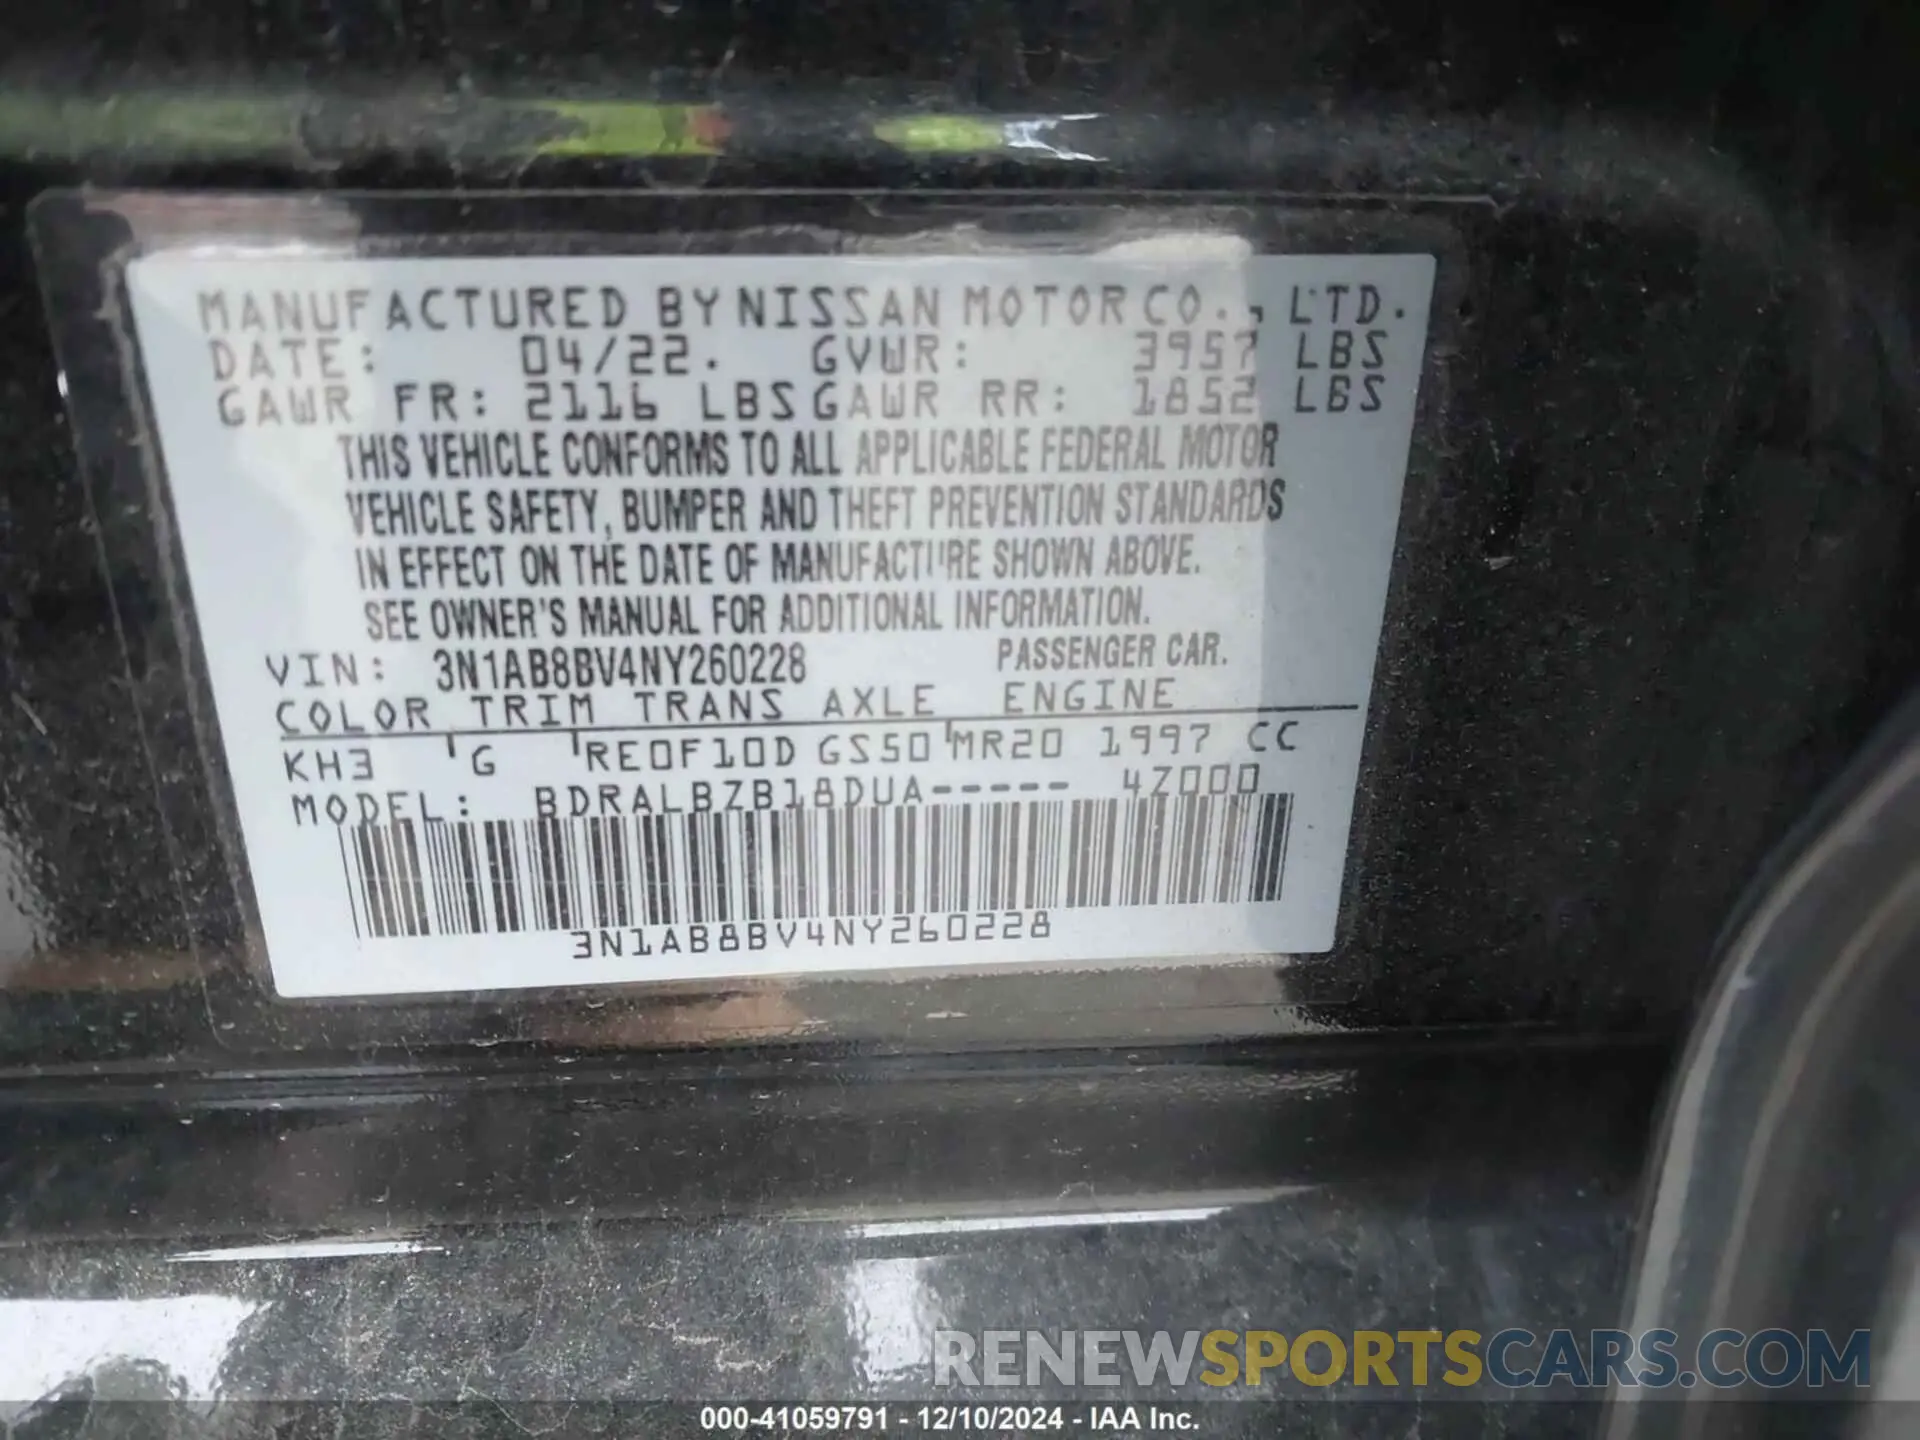 MANUFACTURED BY NISSAN MOTOR CO., LTD.
DATE: 04/22. GVWR: 3957 LBS
GAWR FR: 2116 LBS GAWR RR: 1852 LBS
THIS VEHICLE CONFORMS TO ALL APPLICABLE FEDERAL MOTOR
VEHICLE SAFETY, BUMPER AND THEFT PREVENTION STANDARDS
IN EFFECT ON THE DATE OF MANUFACTURE SHOWN ABOVE.
SEE OWNER'S MANUAL FOR ADDITIONAL INFORMATION.
VIN: 3N1AB8BV4NY260228 PASSENGER CAR.
COLOR TRIM TRANS AXLE ENGINE
KH3 G RE0F10D GS50 MR20 1997 CC
MODEL: BDRALBZB18DUA----- 4Z000
3N1AB8BV4NY260228
RENEWSPORTSCARS.COM
000-41059791 - 12/10/2024 - IAA Inc.